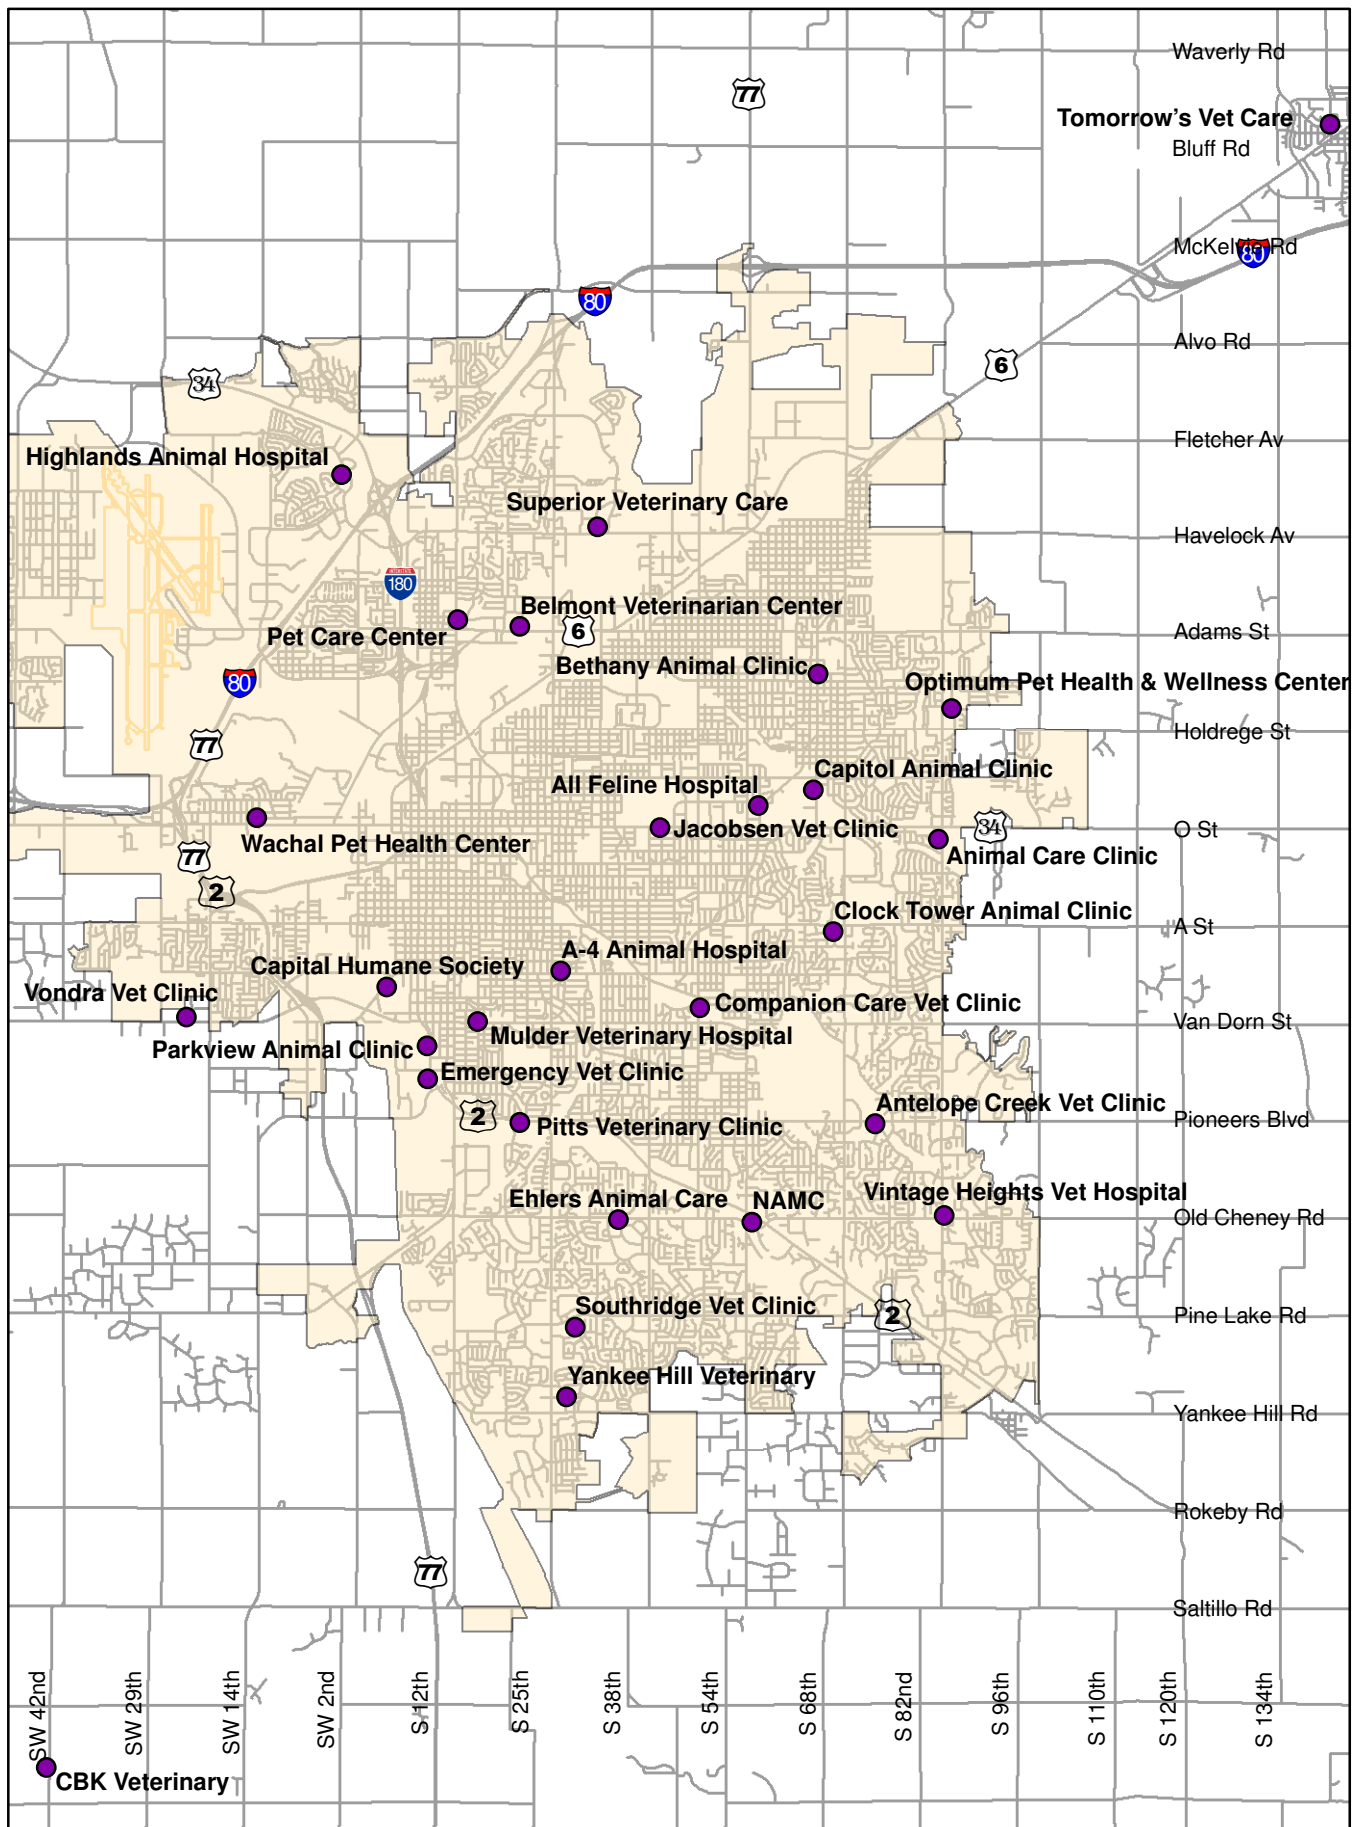 Waverly Rd
77
Tomorrow's Vet Care
Bluff Rd
McKelvie Rd
80
80
Alvo Rd
6
34
Fletcher Av
Highlands Animal Hospital
Superior Veterinary Care
Havelock Av
INTERSTATE
180
Belmont Veterinarian Center
6
Pet Care Center
Adams St
Bethany Animal Clinic
80
Optimum Pet Health & Wellness Center
77
Holdrege St
Capitol Animal Clinic
All Feline Hospital
Jacobsen Vet Clinic
34
O St
Wachal Pet Health Center
77
Animal Care Clinic
2
Clock Tower Animal Clinic
A St
A-4 Animal Hospital
Capital Humane Society
Vondra Vet Clinic
Companion Care Vet Clinic
Van Dorn St
Mulder Veterinary Hospital
Parkview Animal Clinic
Emergency Vet Clinic
Antelope Creek Vet Clinic
2
Pitts Veterinary Clinic
Pioneers Blvd
Vintage Heights Vet Hospital
Ehlers Animal Care
NAMC
Old Cheney Rd
Southridge Vet Clinic
2
Pine Lake Rd
Yankee Hill Veterinary
Yankee Hill Rd
Rokeby Rd
77
Saltillo Rd
SW 42nd
SW 29th
SW 14th
SW 2nd
S 12th
S 25th
S 38th
S 54th
S 68th
S 82nd
S 96th
S 110th
S 120th
S 134th
CBK Veterinary